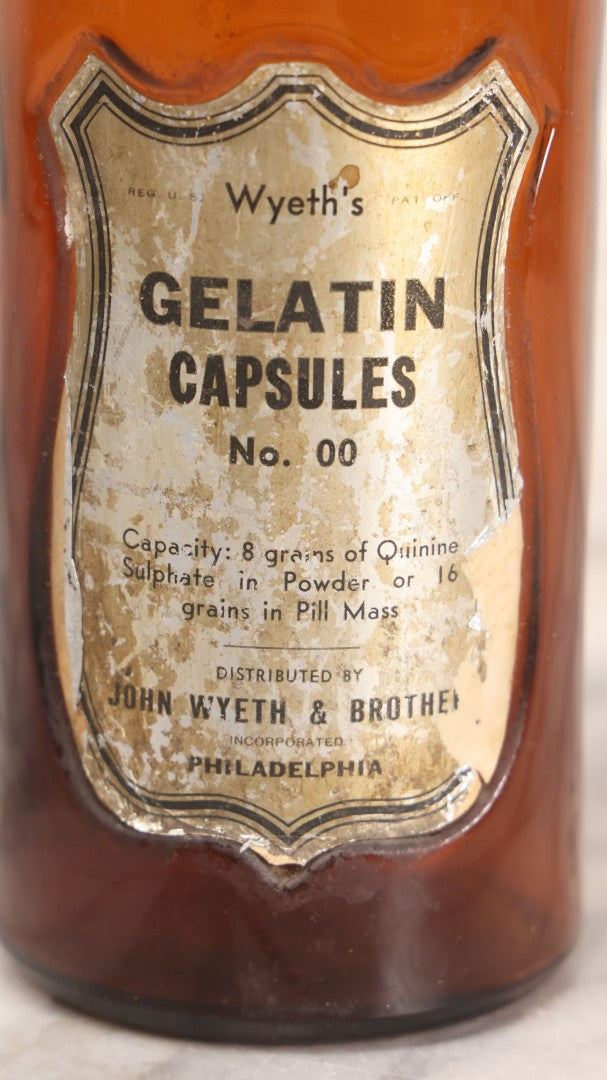 REG. U. S. Wyeth's PAT. OFF.
GELATIN
CAPSULES
No. 00
Capacity: 8 grains of Quinine
Sulphate in Powder or 16
grains in Pill Mass
DISTRIBUTED BY
JOHN WYETH & BROTHER
INCORPORATED
PHILADELPHIA